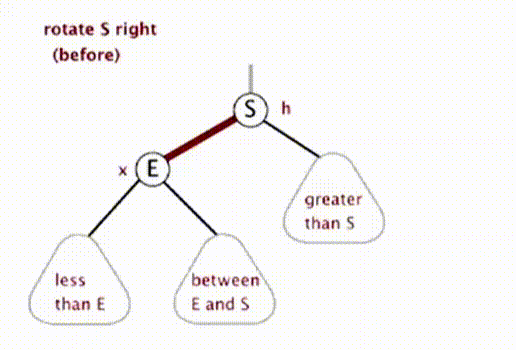 rotate S right
(before)
S h
x E
greater
than S
less
than E
between
E and S